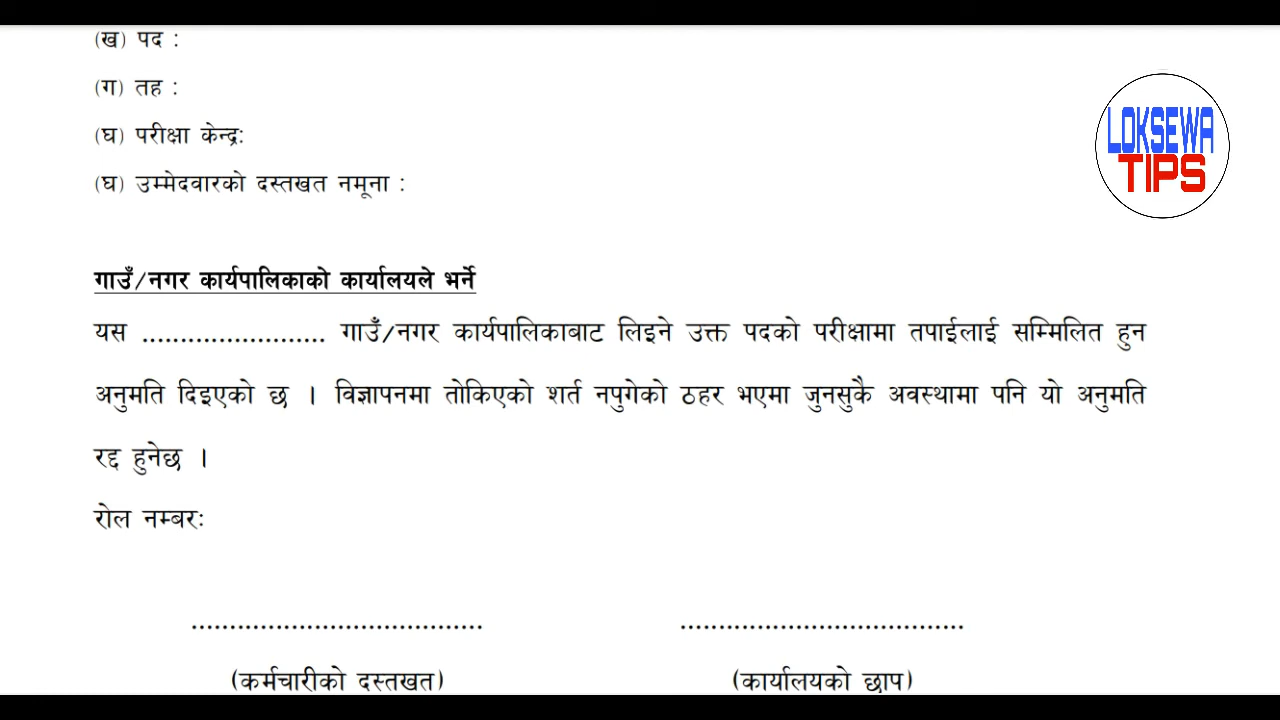 (ख) पद :
(ग) तह :
(घ) परीक्षा केन्द्रः
(घ) उम्मेदवारको दस्तखत नमूना :
LOKSEWA
TIPS
गाउँ/नगर कार्यपालिकाको कार्यालयले भर्ने
यस ........................ गाउँ/नगर कार्यपालिकाबाट लिइने उक्त पदको परीक्षामा तपाईलाई सम्मिलित हुन
अनुमति दिइएको छ । विज्ञापनमा तोकिएको शर्त नपुगेको ठहर भएमा जुनसुकै अवस्थामा पनि यो अनुमति
रद्द हुनेछ ।
रोल नम्बरः
...................................... .....................................
(कर्मचारीको दस्तखत) (कार्यालयको छाप)